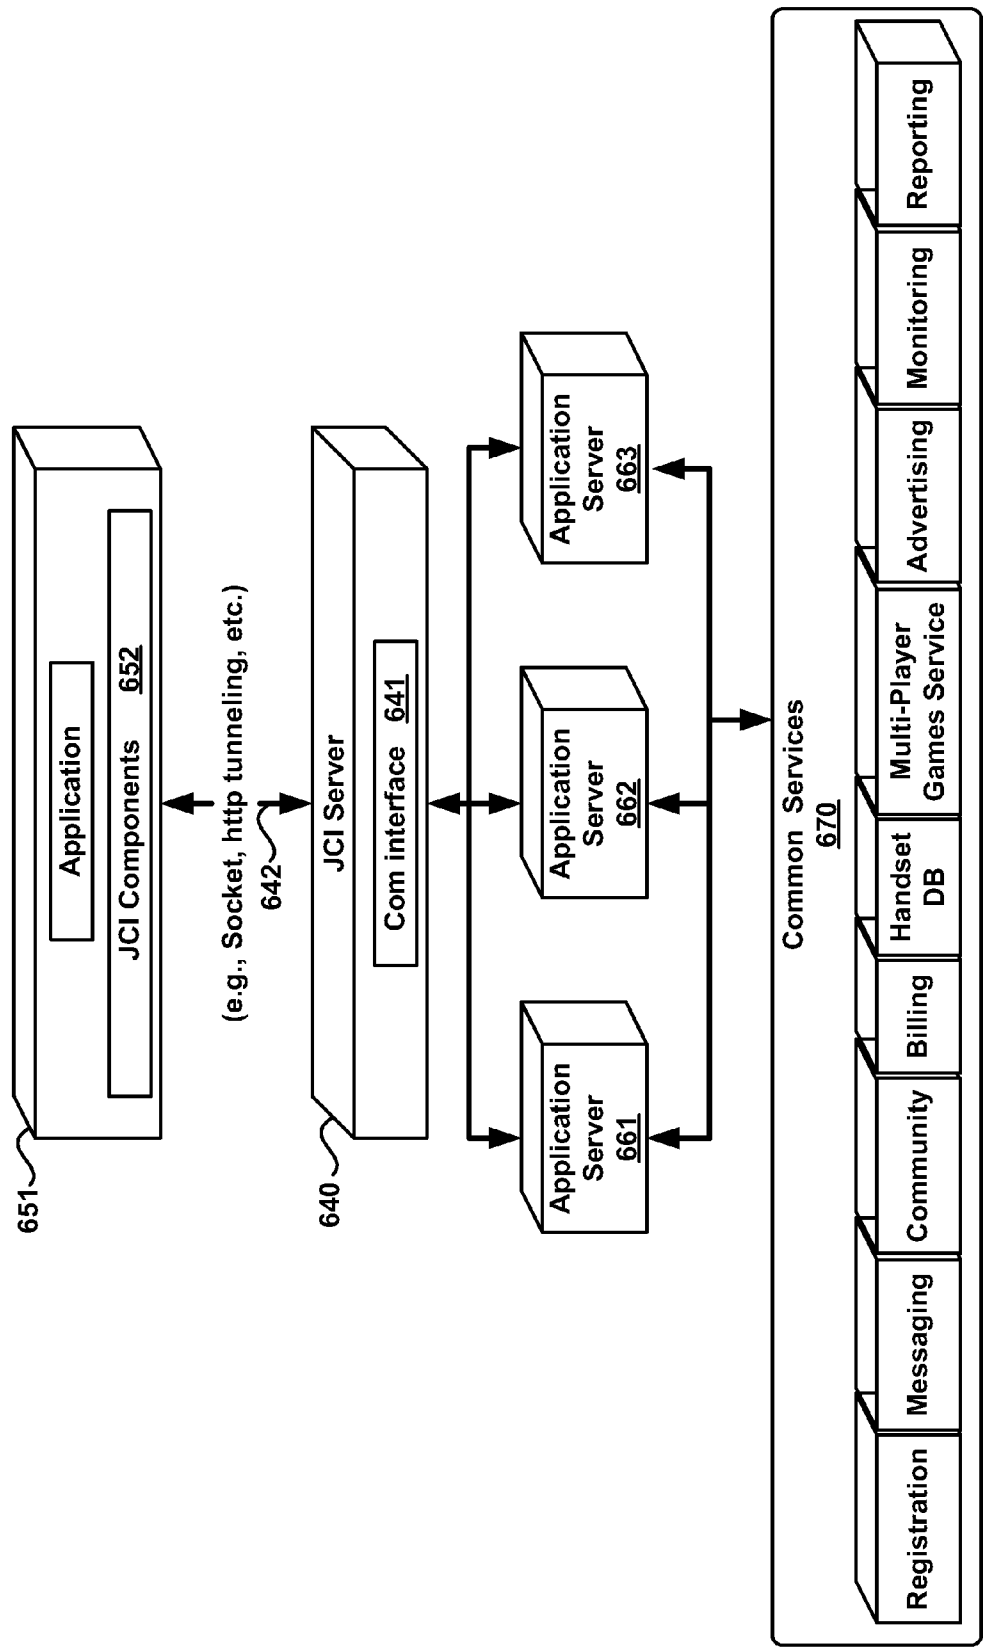 651
Application
JCI Components 652
(e.g., Socket, http tunneling, etc.)
642
640
JCI Server
Com interface 641
Application
Server
661
Application
Server
662
Application
Server
663
Common Services
670
Registration
Messaging
Community
Billing
Handset
DB
Multi-Player
Games Service
Advertising
Monitoring
Reporting